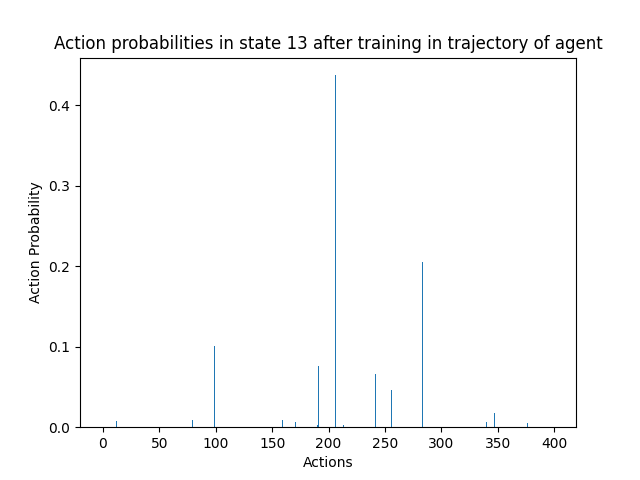 Action probabilities in state 13 after training in trajectory of agent
0.4
0.3
0.2
0.1
0.0
Action Probability
0 50 100 150 200 250 300 350 400
Actions